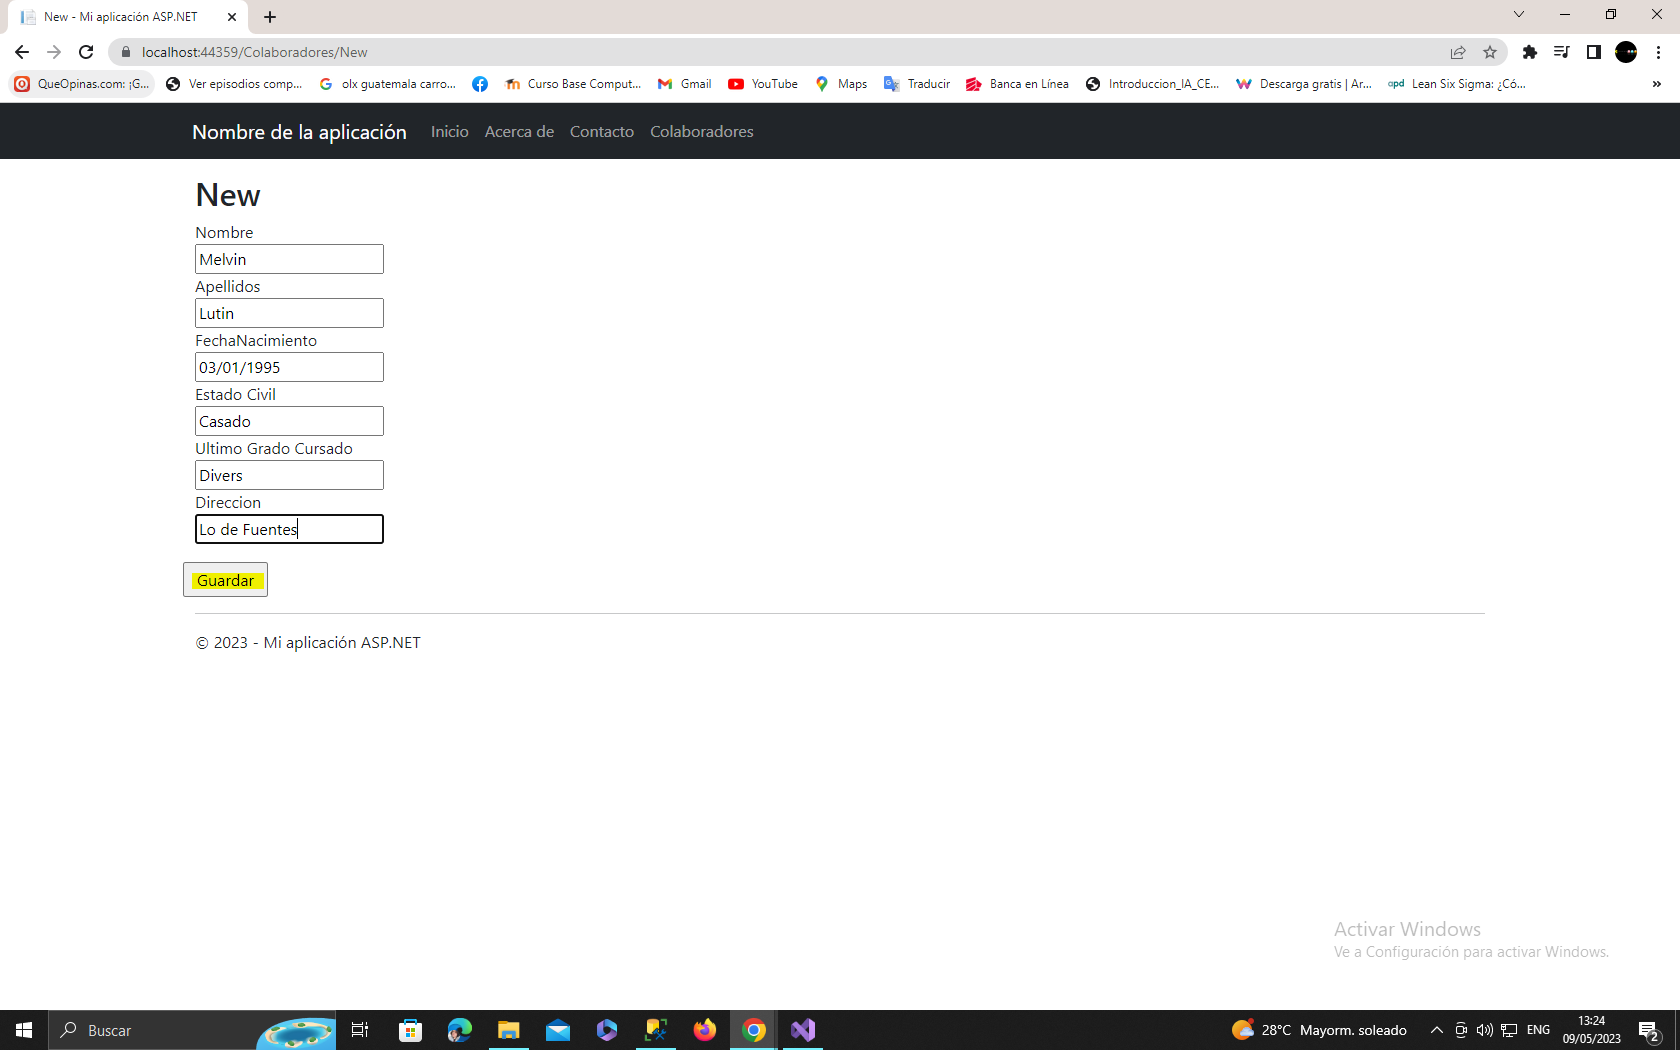 New - Mi aplicación ASP.NET
localhost:44359/Colaboradores/New
QueOpinas.com: ¡G... Ver episodios comp... olx guatemala carro... Curso Base Comput... Gmail YouTube Maps Traducir Banca en Línea Introduccion_IA_CE... Descarga gratis | Ar... apd Lean Six Sigma: ¿Có... »
Nombre de la aplicación Inicio Acerca de Contacto Colaboradores
New
Nombre
Melvin
Apellidos
Lutin
FechaNacimiento
03/01/1995
Estado Civil
Casado
Ultimo Grado Cursado
Divers
Direccion
Lo de Fuentes
Guardar
© 2023 - Mi aplicación ASP.NET
Activar Windows
Ve a Configuración para activar Windows.
Buscar 28°C Mayorm. soleado ENG 13:24
09/05/2023 2